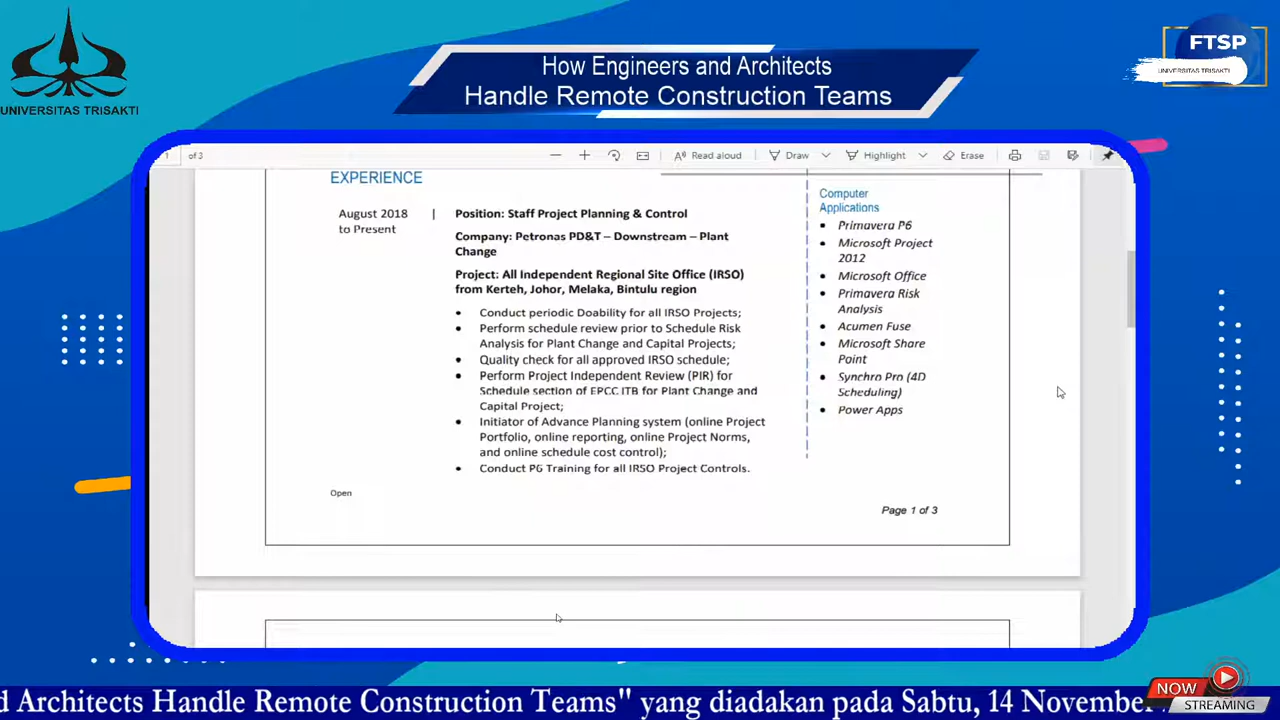 UNIVERSITAS TRISAKTI
How Engineers and Architects
Handle Remote Construction Teams
FTSP
UNIVERSITAS TRISAKTI
1 of 3
Read aloud
Draw
Highlight
Erase
EXPERIENCE
August 2018
to Present
|
Position: Staff Project Planning & Control
Company: Petronas PD&T – Downstream – Plant
Change
Project: All Independent Regional Site Office (IRSO)
from Kerteh, Johor, Melaka, Bintulu region
• Conduct periodic Doability for all IRSO Projects;
• Perform schedule review prior to Schedule Risk
Analysis for Plant Change and Capital Projects;
• Quality check for all approved IRSO schedule;
• Perform Project Independent Review (PIR) for
Schedule section of EPCC ITB for Plant Change and
Capital Project;
• Initiator of Advance Planning system (online Project
Portfolio, online reporting, online Project Norms,
and online schedule cost control);
• Conduct P6 Training for all IRSO Project Controls.
Computer
Applications
• Primavera P6
• Microsoft Project
2012
• Microsoft Office
• Primavera Risk
Analysis
• Acumen Fuse
• Microsoft Share
Point
• Synchro Pro (4D
Scheduling)
• Power Apps
Open
Page 1 of 3
d Architects Handle Remote Construction Teams" yang diadakan pada Sabtu, 14 November
NOW
STREAMING